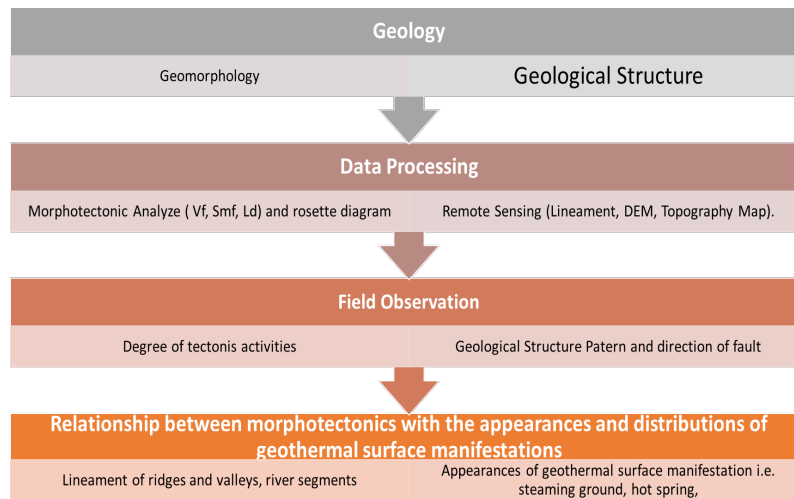 Geology
Geomorphology
Geological Structure
Data Processing
Morphotectonic Analyze ( Vf, Smf, Ld) and rosette diagram
Remote Sensing (Lineament, DEM, Topography Map).
Field Observation
Degree of tectonis activities
Geological Structure Patern and direction of fault
Relationship between morphotectonics with the appearances and distributions of
geothermal surface manifestations
Lineament of ridges and valleys, river segments
Appearances of geothermal surface manifestation i.e.
steaming ground, hot spring,